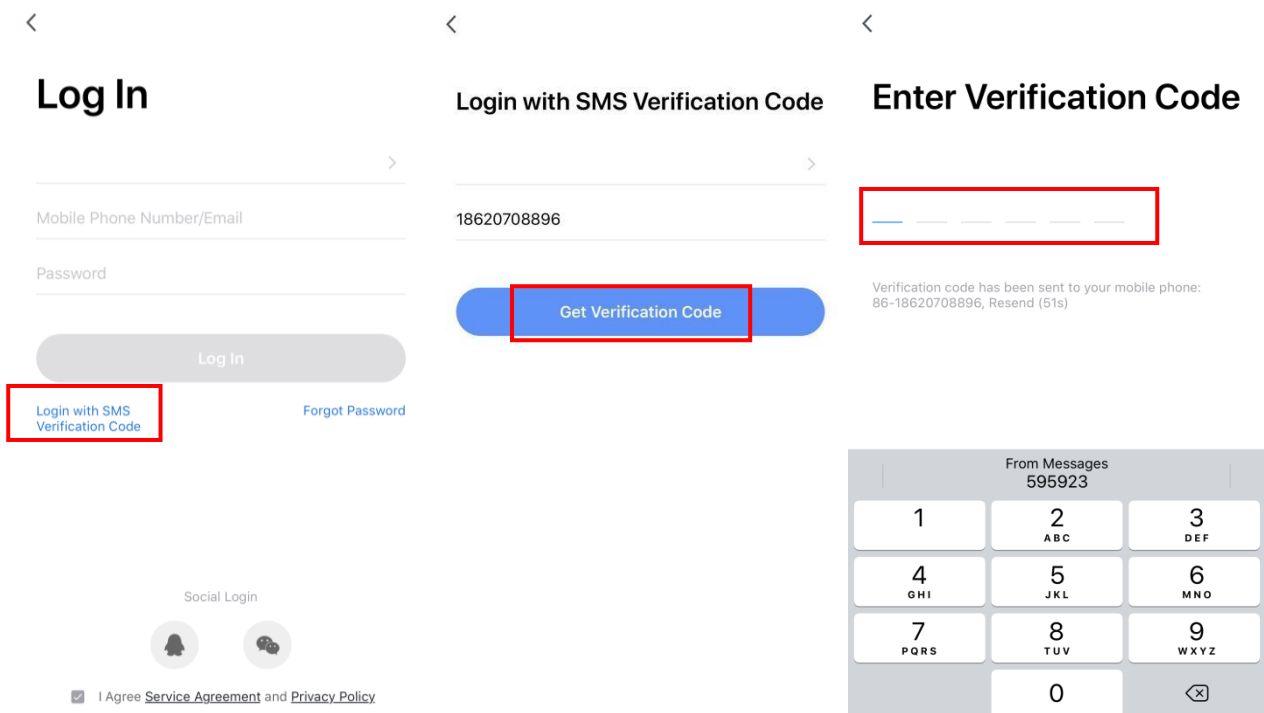 Log In
Mobile Phone Number/Email
Password
Log In
Login with SMS
Verification Code
Forgot Password
Social Login
I Agree Service Agreement and Privacy Policy
Login with SMS Verification Code
18620708896
Get Verification Code
Enter Verification Code
Verification code has been sent to your mobile phone:
86-18620708896, Resend (51s)
From Messages
595923
1
2
ABC
3
DEF
4
GHI
5
JKL
6
MNO
7
PQRS
8
TUV
9
WXYZ
0